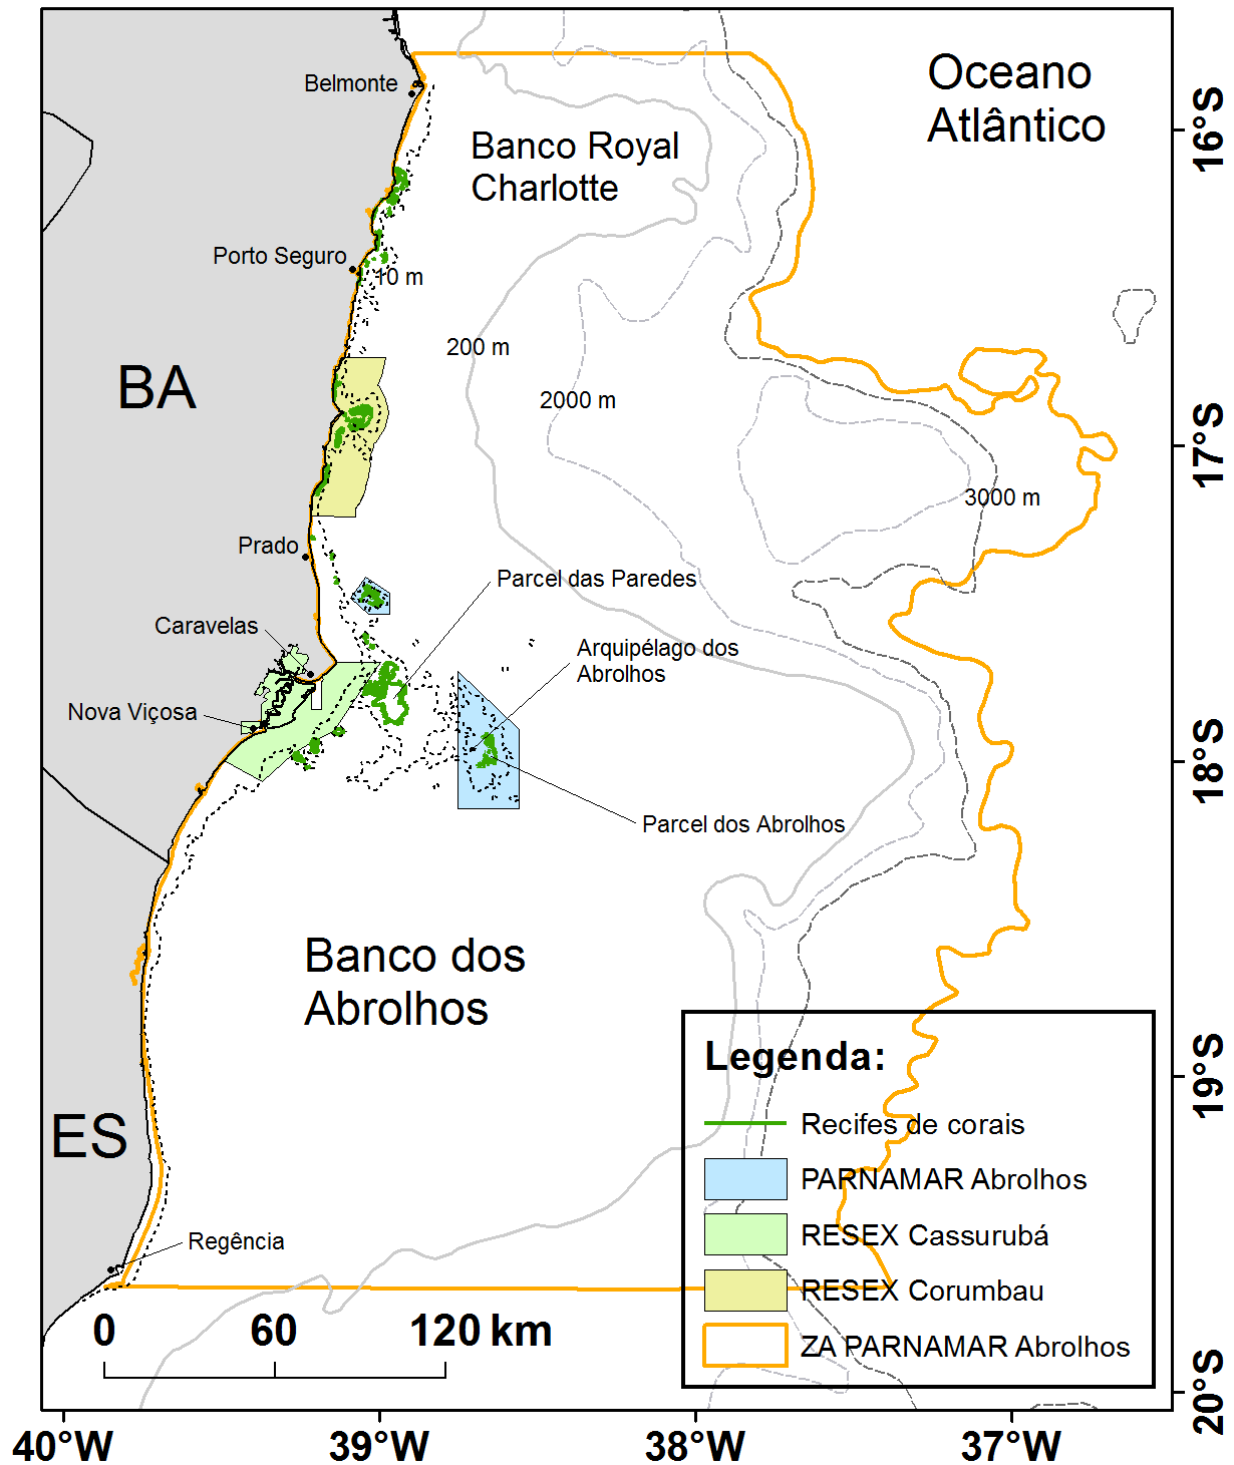 Oceano
Atlântico
Belmonte
Banco Royal
Charlotte
16°S
Porto Seguro
10 m
200 m
BA
2000 m
17°S
3000 m
Prado
Parcel das Paredes
Caravelas
Arquipélago dos
Abrolhos
Nova Viçosa
18°S
Parcel dos Abrolhos
Banco dos
Abrolhos
Legenda:
19°S
Recifes de corais
ES
PARNAMAR Abrolhos
RESEX Cassurubá
Regência
RESEX Corumbau
0 60 120 km
ZA PARNAMAR Abrolhos
20°S
40°W 39°W 38°W 37°W